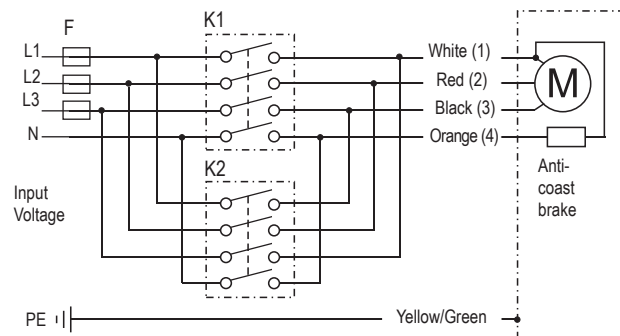 F
K1
L1
L2
L3
N
White (1)
Red (2)
Black (3)
Orange (4)
M
Anti-
coast
brake
K2
Input
Voltage
PE
Yellow/Green